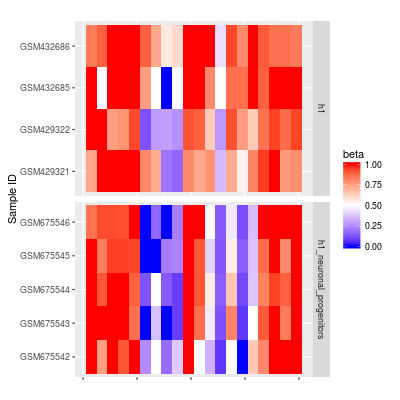 GSM432686
GSM432685
GSM429322
GSM429321
h1
GSM675546
GSM675545
GSM675544
GSM675543
GSM675542
h1_neuronal_progenitors
Sample ID
beta
1.00
0.75
0.50
0.25
0.00